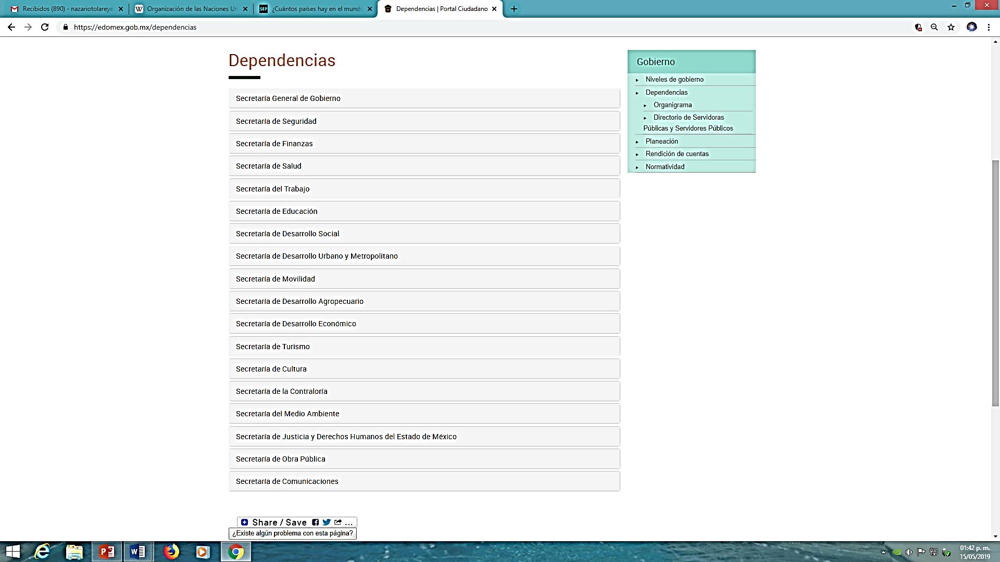 Recibidos (890) - nazariotolareye
Organización de las Naciones Un
SEP ¿Cuántos países hay en el mundo
Dependencias | Portal Ciudadano
https://edomex.gob.mx/dependencias
Dependencias
Secretaría General de Gobierno
Secretaría de Seguridad
Secretaría de Finanzas
Secretaría de Salud
Secretaría del Trabajo
Secretaría de Educación
Secretaría de Desarrollo Social
Secretaría de Desarrollo Urbano y Metropolitano
Secretaría de Movilidad
Secretaría de Desarrollo Agropecuario
Secretaría de Desarrollo Económico
Secretaría de Turismo
Secretaría de Cultura
Secretaría de la Contraloría
Secretaría del Medio Ambiente
Secretaría de Justicia y Derechos Humanos del Estado de México
Secretaría de Obra Pública
Secretaría de Comunicaciones
Share / Save ...
¿Existe algún problema con esta página?
Gobierno
Niveles de gobierno
Dependencias
Organigrama
Directorio de Servidoras
Públicas y Servidores Públicos
Planeación
Rendición de cuentas
Normatividad
01:42 p. m.
15/05/2019